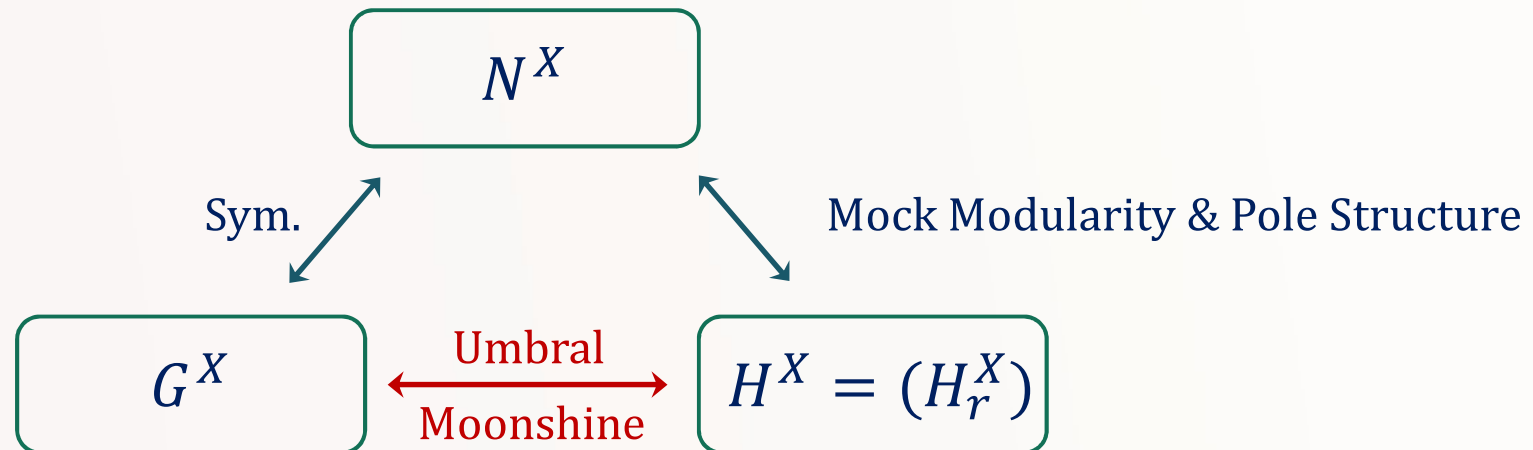 N^X
Sym.
Mock Modularity & Pole Structure
Umbral
G^X
H^X = (H_r^X)
Moonshine